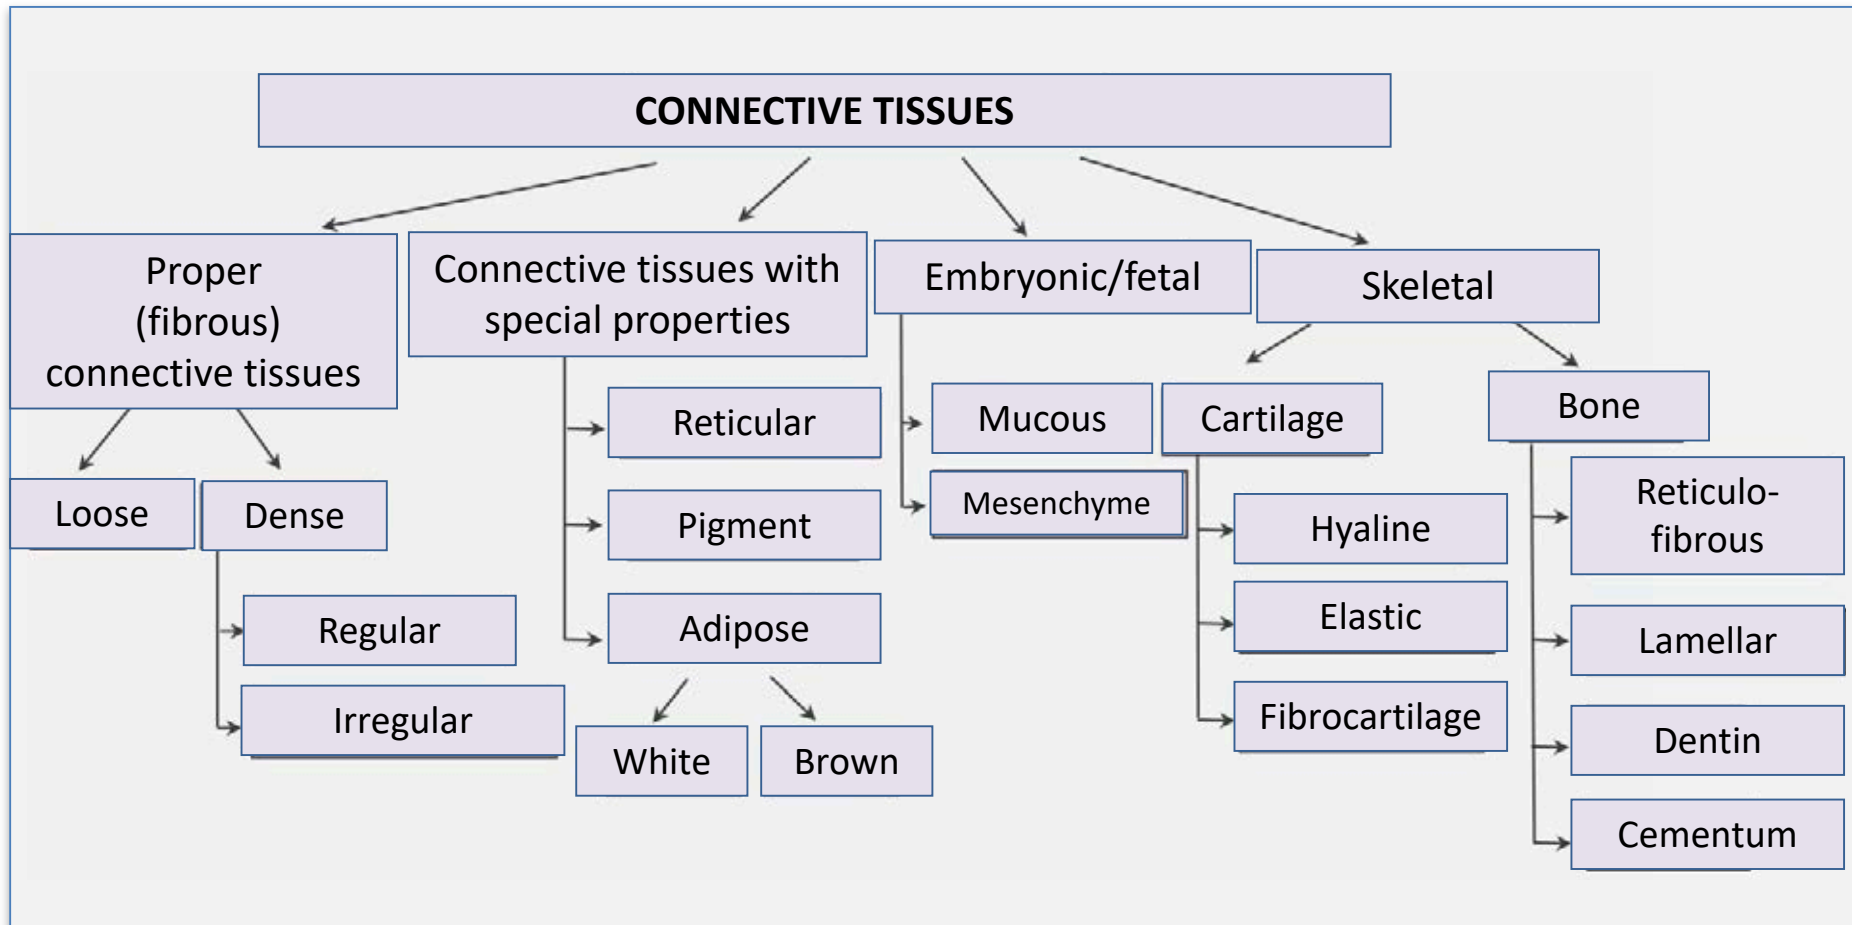 CONNECTIVE TISSUES
Proper
(fibrous)
connective tissues
Connective tissues with
special properties
Embryonic/fetal
Skeletal
Loose
Dense
Regular
Irregular
Reticular
Pigment
Adipose
White
Brown
Mucous
Mesenchyme
Cartilage
Hyaline
Elastic
Fibrocartilage
Bone
Reticulo-
fibrous
Lamellar
Dentin
Cementum